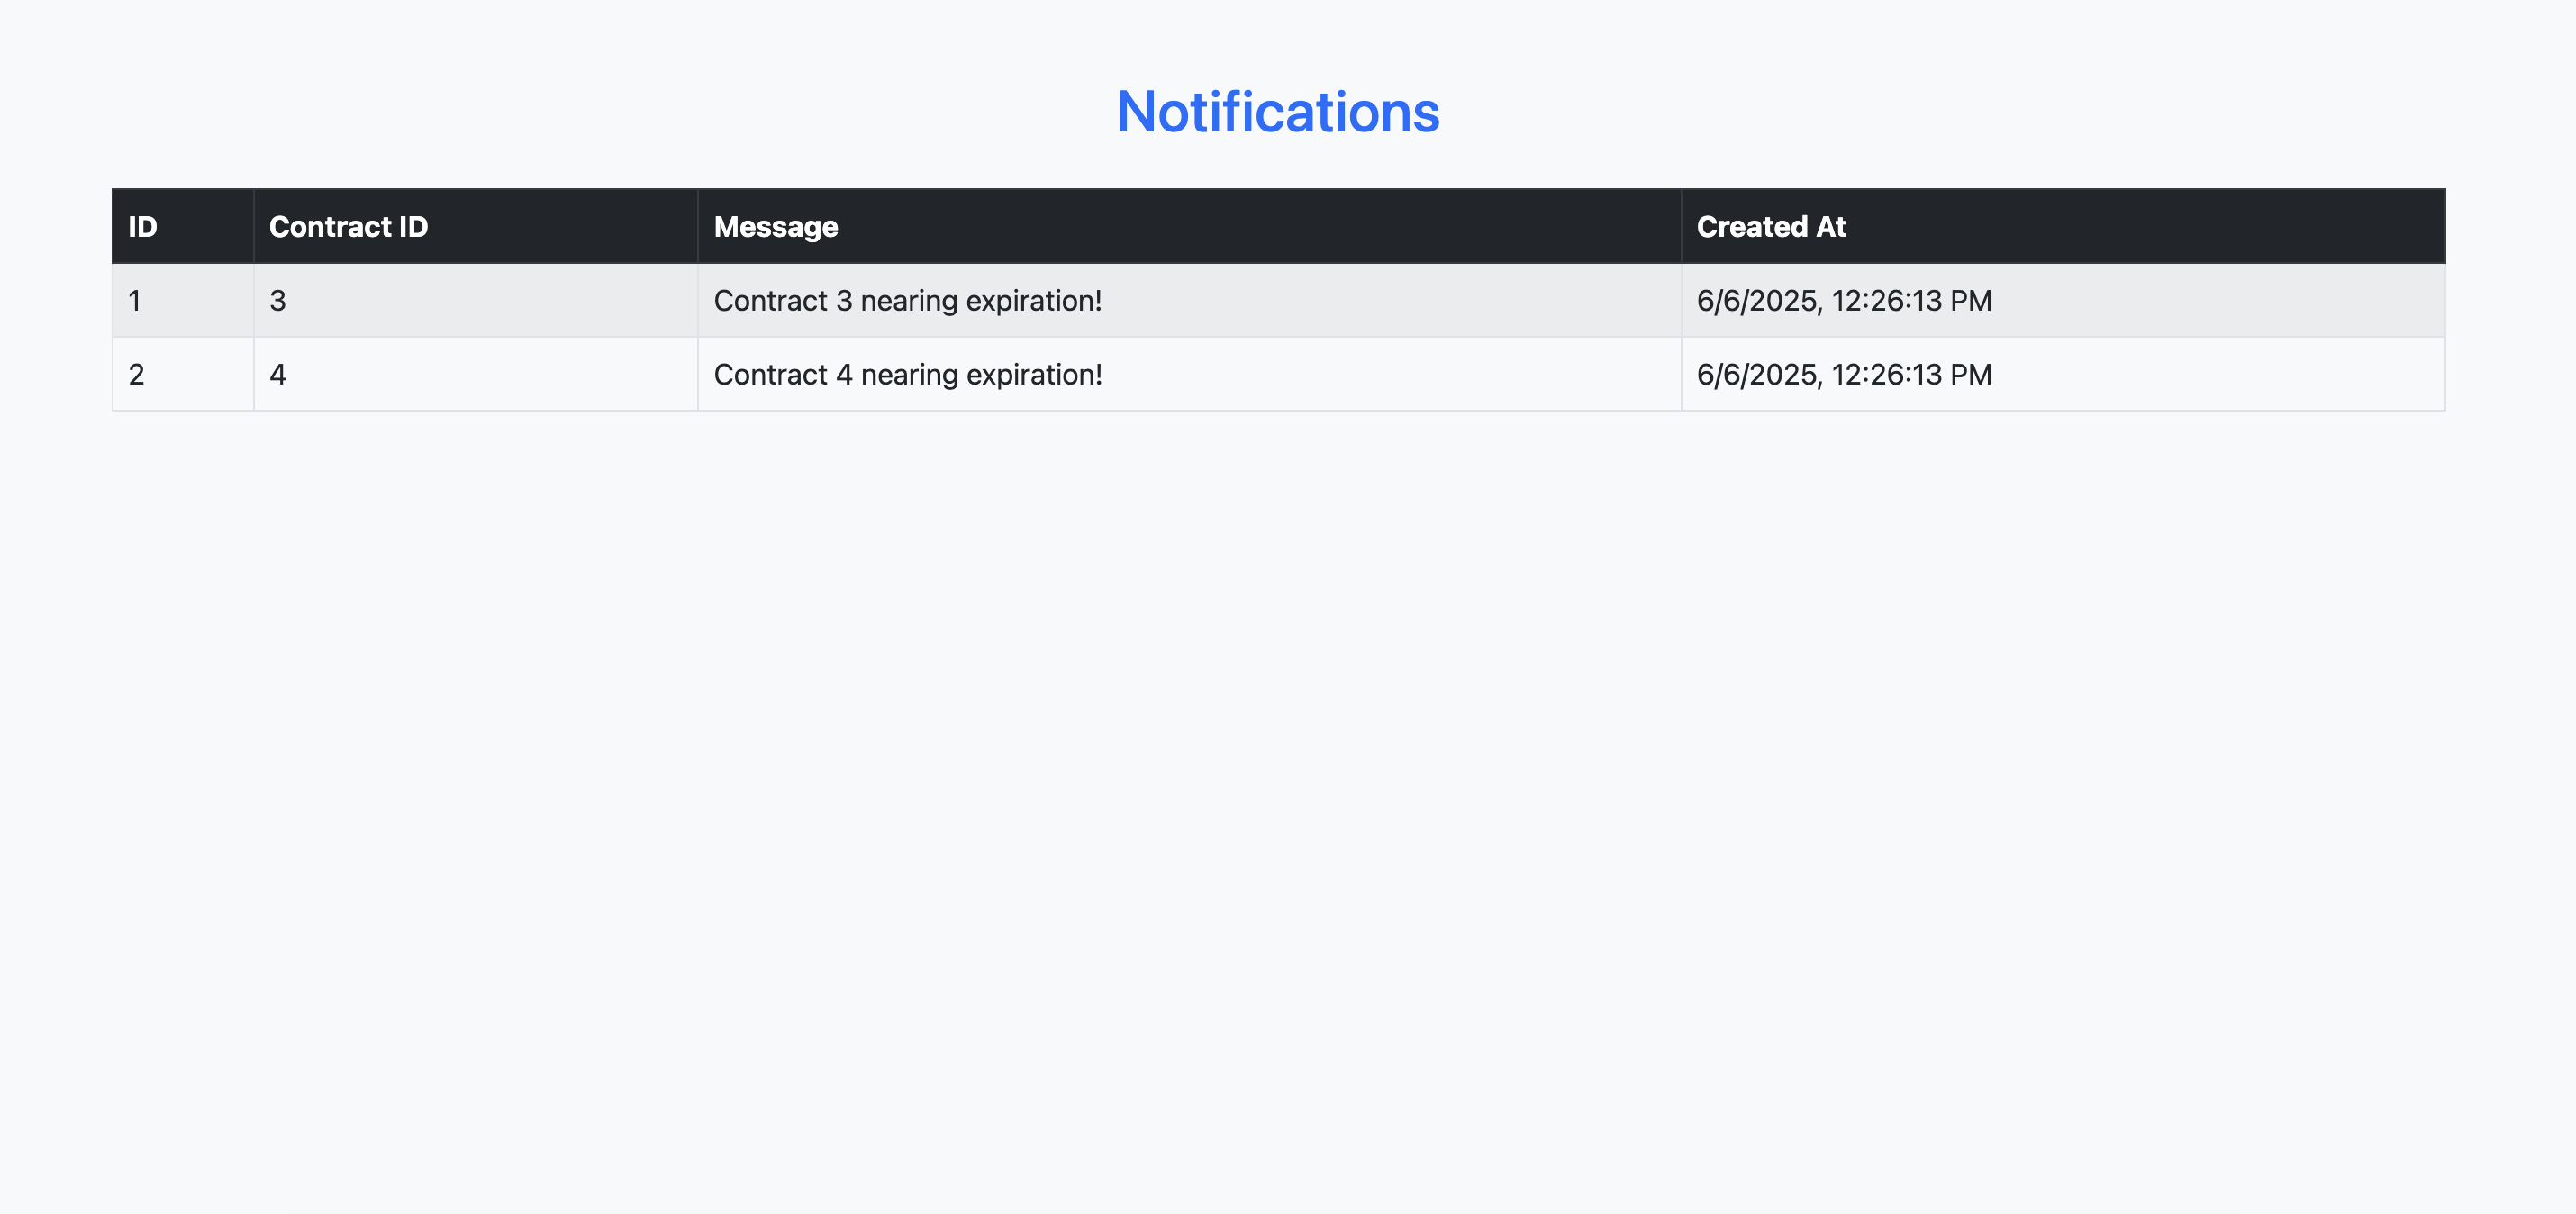 Notifications
ID Contract ID Message Created At
1 3 Contract 3 nearing expiration! 6/6/2025, 12:26:13 PM
2 4 Contract 4 nearing expiration! 6/6/2025, 12:26:13 PM